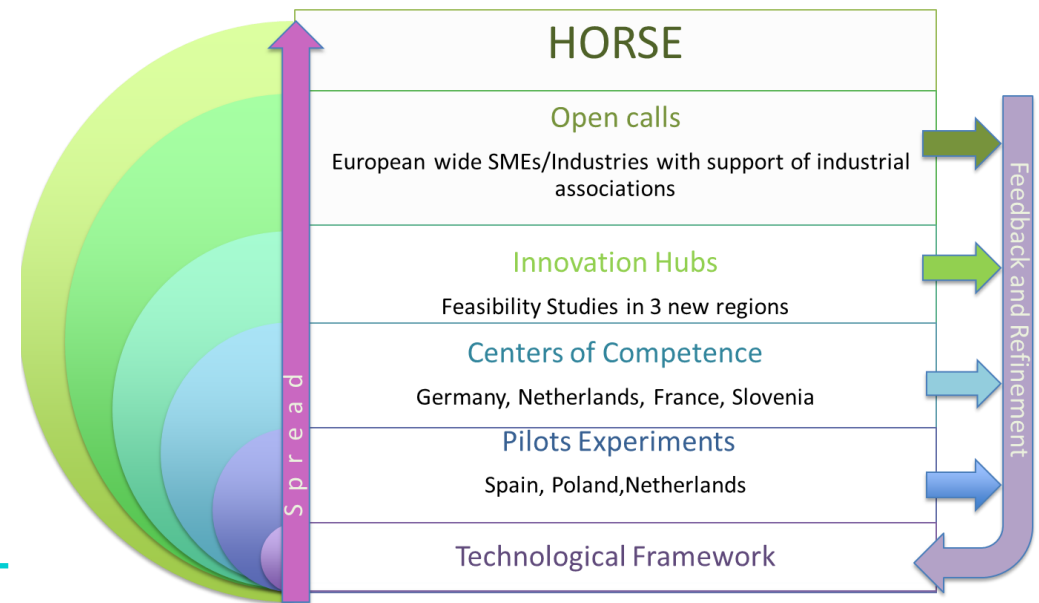 HORSE
Open calls
European wide SMEs/Industries with support of industrial
associations
Innovation Hubs
Feasibility Studies in 3 new regions
Centers of Competence
Germany, Netherlands, France, Slovenia
Pilots Experiments
Spain, Poland,Netherlands
Technological Framework
Spread
Feedback and Refinement